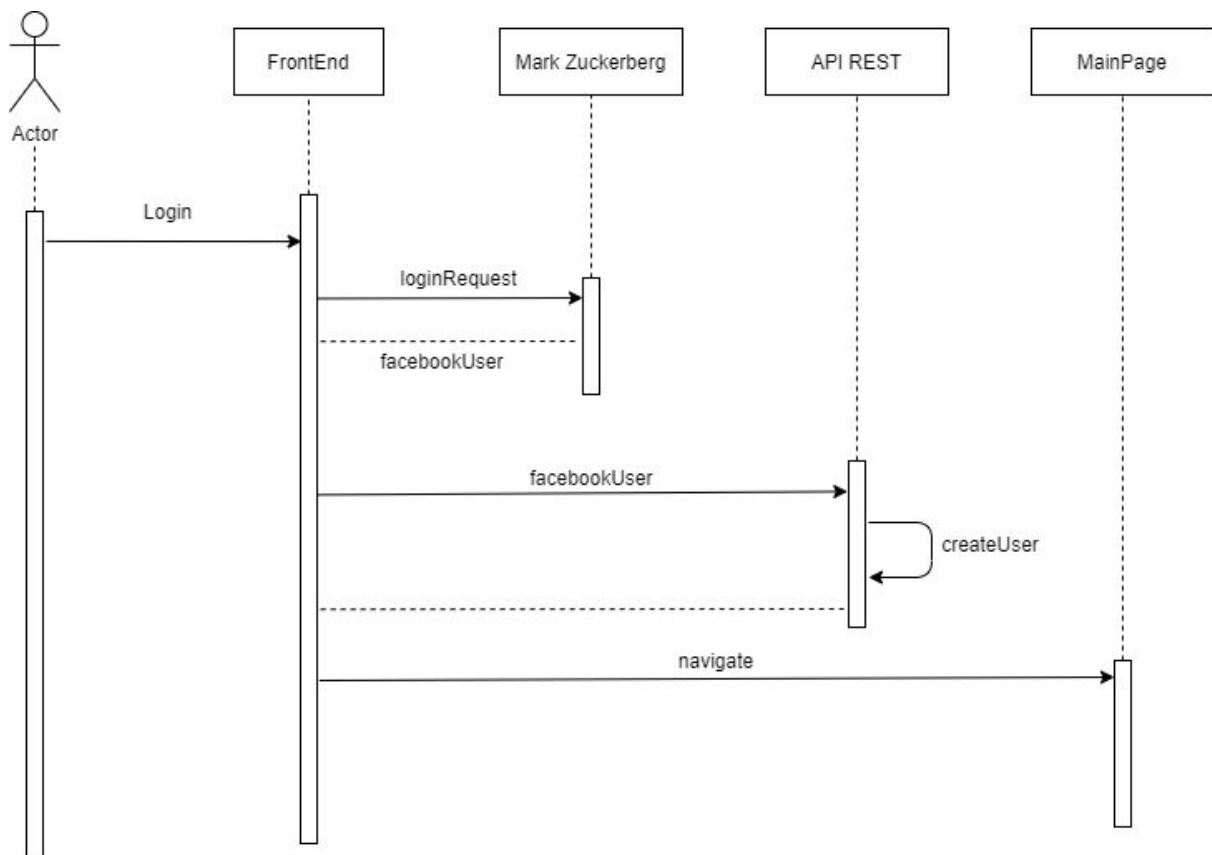 FrontEnd
Mark Zuckerberg
API REST
MainPage
Actor
Login
loginRequest
facebookUser
facebookUser
createUser
navigate